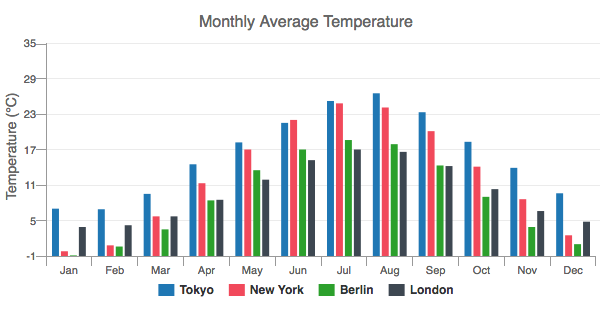 Monthly Average Temperature
Temperature (°C)
35
29
23
17
11
5
-1
Jan Feb Mar Apr May Jun Jul Aug Sep Oct Nov Dec
Tokyo New York Berlin London